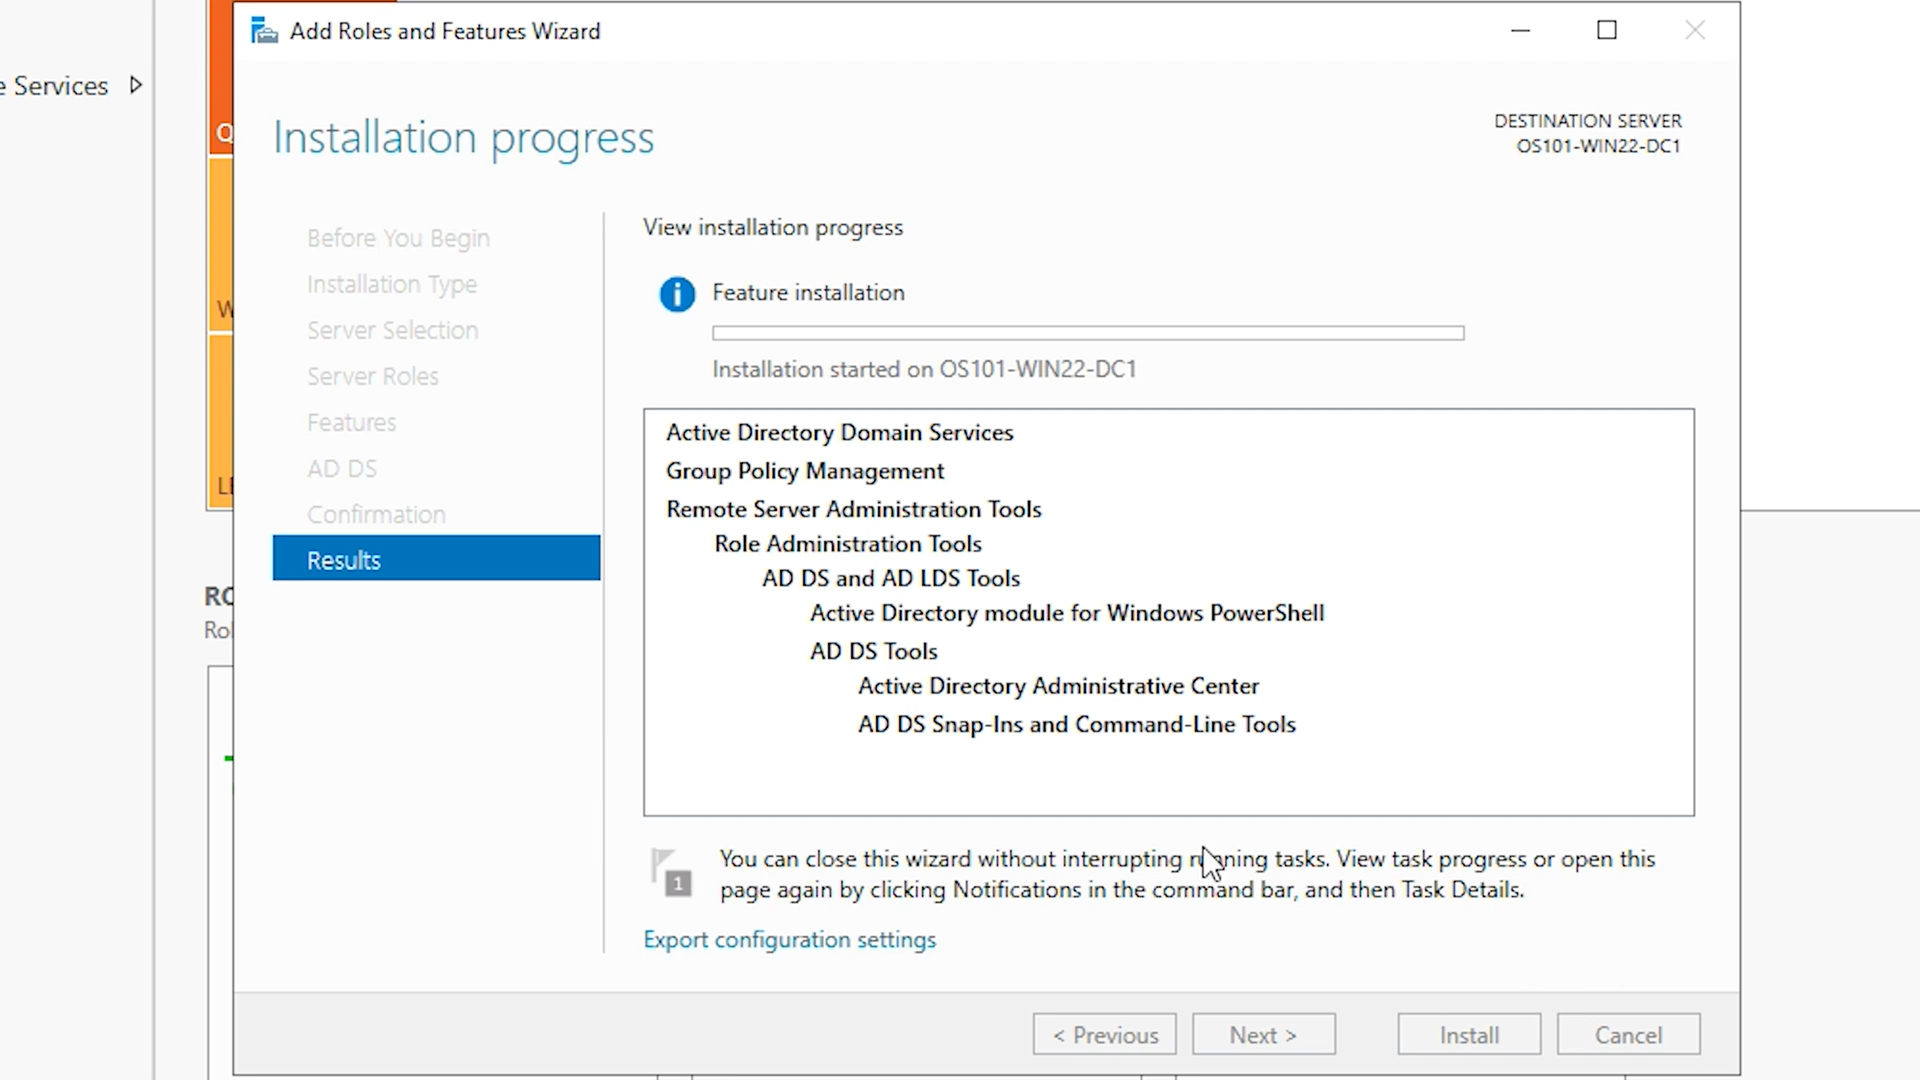 Add Roles and Features Wizard
e Services
Q
Installation progress
DESTINATION SERVER
OS101-WIN22-DC1
Before You Begin
Installation Type
Server Selection
Server Roles
Features
AD DS
Confirmation
Results
W
LE
RO
Rol
View installation progress
Feature installation
Installation started on OS101-WIN22-DC1
Active Directory Domain Services
Group Policy Management
Remote Server Administration Tools
Role Administration Tools
AD DS and AD LDS Tools
Active Directory module for Windows PowerShell
AD DS Tools
Active Directory Administrative Center
AD DS Snap-Ins and Command-Line Tools
1
You can close this wizard without interrupting running tasks. View task progress or open this
page again by clicking Notifications in the command bar, and then Task Details.
Export configuration settings
< Previous
Next >
Install
Cancel